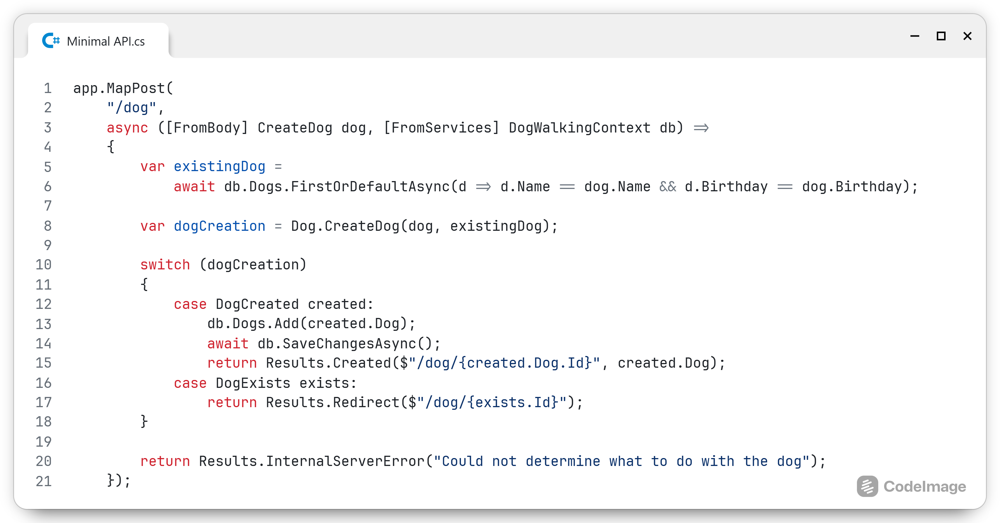 C# Minimal API.cs
1 app.MapPost(
2     "/dog",
3     async ([FromBody] CreateDog dog, [FromServices] DogWalkingContext db) =>
4     {
5         var existingDog =
6             await db.Dogs.FirstOrDefaultAsync(d => d.Name == dog.Name && d.Birthday == dog.Birthday);
7
8         var dogCreation = Dog.CreateDog(dog, existingDog);
9
10         switch (dogCreation)
11         {
12             case DogCreated created:
13                 db.Dogs.Add(created.Dog);
14                 await db.SaveChangesAsync();
15                 return Results.Created($"/dog/{created.Dog.Id}", created.Dog);
16             case DogExists exists:
17                 return Results.Redirect($"/dog/{exists.Id}");
18         }
19
20         return Results.InternalServerError("Could not determine what to do with the dog");
21     });
CodeImage